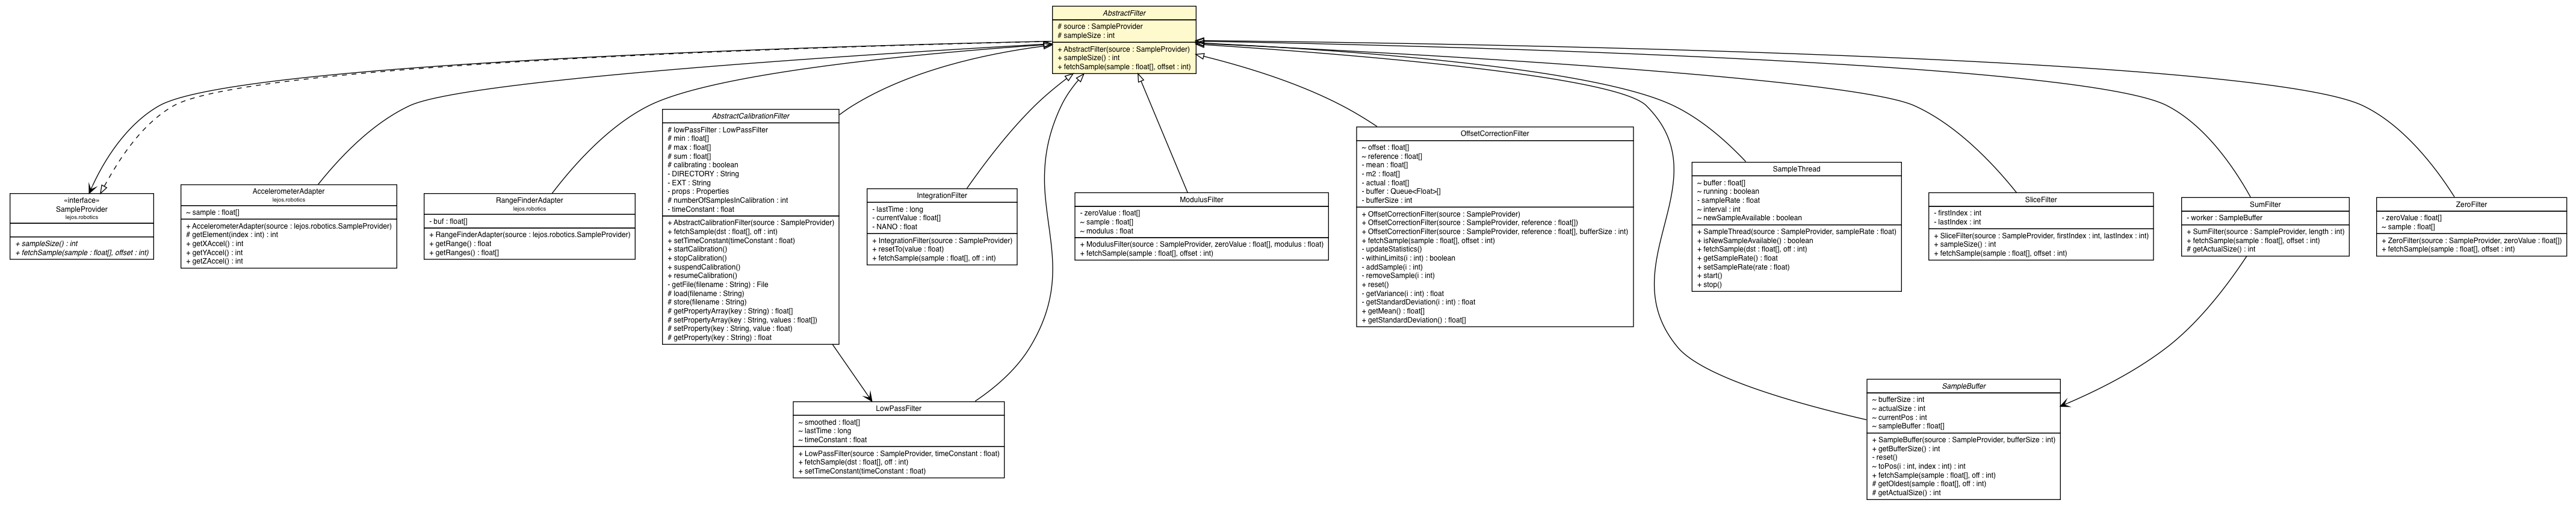 AbstractFilter
# source : SampleProvider
# sampleSize : int
+ AbstractFilter(source : SampleProvider)
+ sampleSize() : int
+ fetchSample(sample : float[], offset : int)
«interface»
SampleProvider
lejos.robotics
+ sampleSize() : int
+ fetchSample(sample : float[], offset : int)
AccelerometerAdapter
lejos.robotics
~ sample : float[]
+ AccelerometerAdapter(source : lejos.robotics.SampleProvider)
# getElement(index : int) : int
+ getXAccel() : int
+ getYAccel() : int
+ getZAccel() : int
RangeFinderAdapter
lejos.robotics
- buf : float[]
+ RangeFinderAdapter(source : lejos.robotics.SampleProvider)
+ getRange() : float
+ getRanges() : float[]
AbstractCalibrationFilter
# lowPassFilter : LowPassFilter
# min : float[]
# max : float[]
# sum : float[]
# calibrating : boolean
- DIRECTORY : String
- EXT : String
- props : Properties
# numberOfSamplesInCalibration : int
- timeConstant : float
+ AbstractCalibrationFilter(source : SampleProvider)
+ fetchSample(dst : float[], off : int)
+ setTimeConstant(timeConstant : float)
+ startCalibration()
+ stopCalibration()
+ suspendCalibration()
+ resumeCalibration()
- getFile(filename : String) : File
# load(filename : String)
# store(filename : String)
# getPropertyArray(key : String) : float[]
# setPropertyArray(key : String, values : float[])
# setProperty(key : String, value : float)
# getProperty(key : String) : float
IntegrationFilter
- lastTime : long
- currentValue : float[]
- NANO : float[]
+ IntegrationFilter(source : SampleProvider)
+ resetTo(value : float)
+ fetchSample(sample : float[], off : int)
ModulusFilter
- zeroValue : float[]
~ sample : float[]
~ modulus : float
+ ModulusFilter(source : SampleProvider, zeroValue : float[], modulus : float)
+ fetchSample(sample : float[], offset : int)
OffsetCorrectionFilter
~ offset : float[]
~ reference : float[]
- mean : float[]
- m2 : float[]
- actual : float[]
- buffer : Queue<Float>[]
- bufferSize : int
+ OffsetCorrectionFilter(source : SampleProvider)
+ OffsetCorrectionFilter(source : SampleProvider, reference : float[])
+ OffsetCorrectionFilter(source : SampleProvider, reference : float[], bufferSize : int)
+ fetchSample(sample : float[], offset : int)
- updateStatistics()
- withinLimits(i : int) : boolean
- addSample(i : int)
- removeSample(i : int)
+ reset()
- getVariance(i : int) : float
- getStandardDeviation(i : int) : float
+ getMean() : float[]
+ getStandardDeviation() : float[]
SampleThread
~ buffer : float[]
~ running : boolean
- sampleRate : float
~ interval : int
~ newSampleAvailable : boolean
+ SampleThread(source : SampleProvider, sampleRate : float)
+ isNewSampleAvailable() : boolean
+ fetchSample(dst : float[], off : int)
+ getSampleRate() : float
+ setSampleRate(rate : float)
+ start()
+ stop()
SliceFilter
- firstIndex : int
- lastIndex : int
+ SliceFilter(source : SampleProvider, firstIndex : int, lastIndex : int)
+ sampleSize() : int
+ fetchSample(sample : float[], offset : int)
SumFilter
- worker : SampleBuffer
+ SumFilter(source : SampleProvider, length : int)
+ fetchSample(sample : float[], offset : int)
# getActualSize() : int
ZeroFilter
- zeroValue : float[]
~ sample : float[]
+ ZeroFilter(source : SampleProvider, zeroValue : float[])
+ fetchSample(sample : float[], offset : int)
LowPassFilter
~ smoothed : float[]
~ lastTime : long
~ timeConstant : float
+ LowPassFilter(source : SampleProvider, timeConstant : float)
+ fetchSample(dst : float[], off : int)
+ setTimeConstant(timeConstant : float)
SampleBuffer
~ bufferSize : int
~ actualSize : int
~ currentPos : int
~ sampleBuffer : float[]
+ SampleBuffer(source : SampleProvider, bufferSize : int)
+ getBufferSize() : int
- reset()
~ toPos(i : int, index : int) : int
+ fetchSample(sample : float[], off : int)
# getOldest(sample : float[], off : int)
# getActualSize() : int